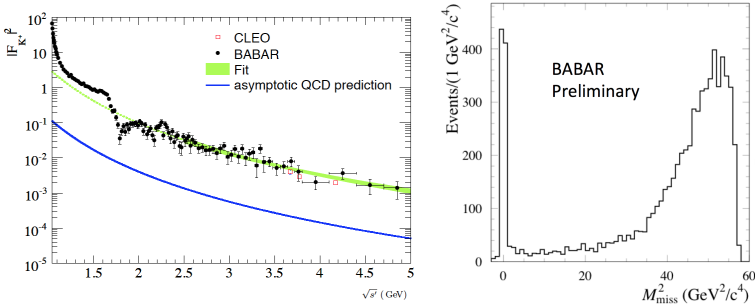 |F_K⁺|²
10²
10
1
10⁻¹
10⁻²
10⁻³
10⁻⁴
10⁻⁵
1.5 2 2.5 3 3.5 4 4.5 5
√s' (GeV)
CLEO
BABAR
Fit
asymptotic QCD prediction
Events/(1 GeV²/c⁴)
400
300
200
100
0
0 20 40 60
M²miss (GeV²/c⁴)
BABAR
Preliminary